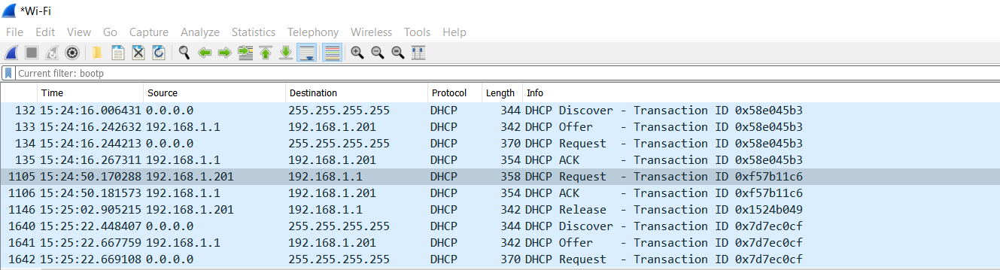 *Wi-Fi
File Edit View Go Capture Analyze Statistics Telephony Wireless Tools Help
Current filter: bootp
Time Source Destination Protocol Length Info
132 15:24:16.006431 0.0.0.0 255.255.255.255 DHCP 344 DHCP Discover - Transaction ID 0x58e045b3
133 15:24:16.242632 192.168.1.1 192.168.1.201 DHCP 342 DHCP Offer - Transaction ID 0x58e045b3
134 15:24:16.244213 0.0.0.0 255.255.255.255 DHCP 370 DHCP Request - Transaction ID 0x58e045b3
135 15:24:16.267311 192.168.1.1 192.168.1.201 DHCP 354 DHCP ACK - Transaction ID 0x58e045b3
1105 15:24:50.170288 192.168.1.201 192.168.1.1 DHCP 358 DHCP Request - Transaction ID 0xf57b11c6
1106 15:24:50.181573 192.168.1.1 192.168.1.201 DHCP 354 DHCP ACK - Transaction ID 0xf57b11c6
1146 15:25:02.905215 192.168.1.201 192.168.1.1 DHCP 342 DHCP Release - Transaction ID 0x1524b049
1640 15:25:22.448407 0.0.0.0 255.255.255.255 DHCP 344 DHCP Discover - Transaction ID 0x7d7ec0cf
1641 15:25:22.667759 192.168.1.1 192.168.1.201 DHCP 342 DHCP Offer - Transaction ID 0x7d7ec0cf
1642 15:25:22.669108 0.0.0.0 255.255.255.255 DHCP 370 DHCP Request - Transaction ID 0x7d7ec0cf